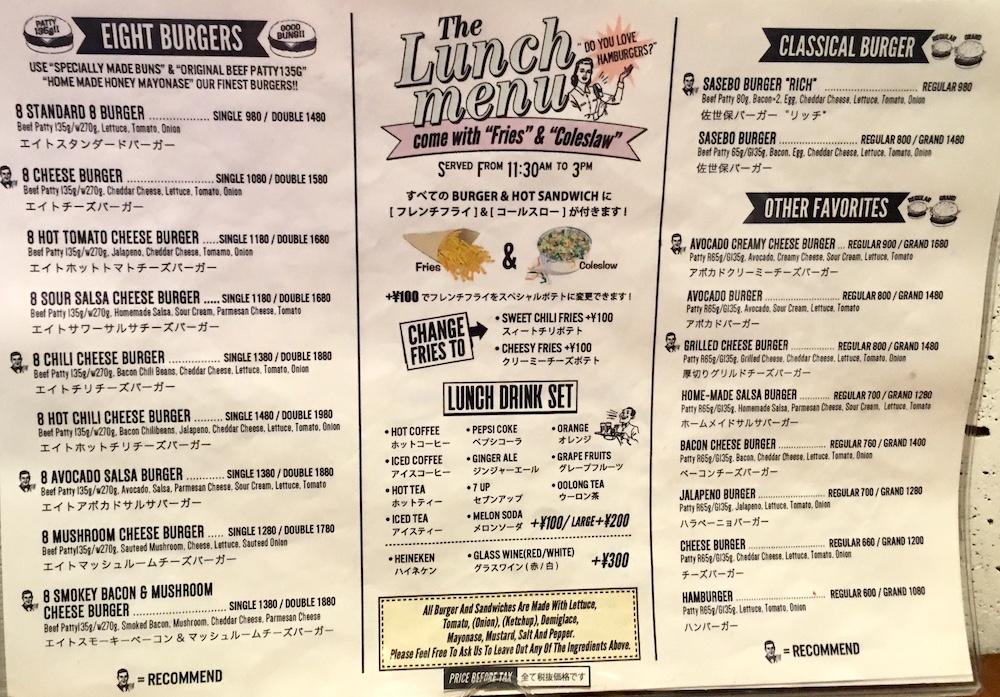 PATTY 135g!!
EIGHT BURGERS
GOOD BUNS!!
USE "SPECIALLY MADE BUNS" & "ORIGINAL BEEF PATTY135G"
"HOME MADE HONEY MAYONASE" OUR FINEST BURGERS!!
8 STANDARD 8 BURGER ........ SINGLE 980 / DOUBLE 1480
Beef Patty 135g/w270g, Lettuce, Tomato, Onion
エイトスタンダードバーガー
8 CHEESE BURGER ........ SINGLE 1080 / DOUBLE 1580
Beef Patty 135g/w270g, Cheddar Cheese, Lettuce, Tomato, Onion
エイトチーズバーガー
8 HOT TOMATO CHEESE BURGER .....SINGLE 1180 / DOUBLE 1680
Beef Patty 135g/w270g, Jalapeno, Cheddar Cheese, Tomamo, Onion
エイトホットトマトチーズバーガー
8 SOUR SALSA CHEESE BURGER ..... SINGLE 1180 / DOUBLE 1680
Beef Patty 135g/w270g, Homemade Salsa, Sour Cream, Parmesan Cheese, Tomato
エイトサワーサルサチーズバーガー
8 CHILI CHEESE BURGER ........ SINGLE 1380 / DOUBLE 1880
Beef Patty 135g/w270g, Bacon Chili Beans, Cheddar Cheese, Lettuce, Tomato, Onion
エイトチリチーズバーガー
8 HOT CHILI CHEESE BURGER ........ SINGLE 1480 / DOUBLE 1980
Beef Patty 135g/w270g, Bacon Chilibeans, Jalapeno, Cheddar Cheese, Lettuce, Tomato, Onion
エイトホットチリチーズバーガー
8 AVOCADO SALSA BURGER ........ SINGLE 1380 / DOUBLE 1880
Beef Patty 135g/w270g, Avocado, Salsa, Parmesan Cheese, Sour Cream, Lettuce, Tomato
エイトアボカドサルサバーガー
8 MUSHROOM CHEESE BURGER ..... SINGLE 1280 / DOUBLE 1780
Beef Patty135g/w270g, Sauteed Mushroom, Cheese, Lettuce, Sauteed Onion
エイトマッシュルームチーズバーガー
8 SMOKEY BACON & MUSHROOM
CHEESE BURGER ........ SINGLE 1380 / DOUBLE 1880
Beef Patty135g/w270g, Smoked Bacon, Mushroom, Cheddar Cheese, Parmesan Cheese
エイトスモーキーベーコン & マッシュルームチーズバーガー
= RECOMMEND
The
Lunch
menu
"DO YOU LOVE
HAMBURGERS?"
come with "Fries" & "Coleslaw"
SERVED FROM 11:30AM TO 3PM
すべての BURGER & HOT SANDWICH に
[ フレンチフライ ] & [ コールスロー ] が付きます！
Fries
&
Coleslaw
+¥100 でフレンチフライをスペシャルポテトに変更できます！
CHANGE
FRIES TO
• SWEET CHILI FRIES +¥100
スィートチリポテト
• CHEESY FRIES +¥100
クリーミーチーズポテト
LUNCH DRINK SET
• HOT COFFEE
ホットコーヒー
• ICED COFFEE
アイスコーヒー
• HOT TEA
ホットティー
• ICED TEA
アイスティー
• PEPSI COKE
ペプシコーラ
• GINGER ALE
ジンジャーエール
• 7 UP
セブンアップ
• MELON SODA
メロンソーダ
• ORANGE
オレンジ
• GRAPE FRUITS
グレープフルーツ
• OOLONG TEA
ウーロン茶
+¥100/ LARGE+¥200
• HEINEKEN
ハイネケン
• GLASS WINE(RED/WHITE)
グラスワイン ( 赤 / 白 )
+¥300
All Burger And Sandwiches Are Made With Lettuce,
Tomato, (Onion), (Ketchup), Demiglace,
Mayonase, Mustard, Salt And Pepper.
Please Feel Free To Ask Us To Leave Out Any Of The Ingredients Above.
PRICE BEFORE TAX 全て税抜価格です
CLASSICAL BURGER
REGULAR GRAND
SASEBO BURGER "RICH" ........ REGULAR 980
Beef Patty 80g, Bacon×2, Egg, Cheddar Cheese, Lettuce, Tomato, Onion
佐世保バーガー "リッチ"
SASEBO BURGER ........ REGULAR 800 / GRAND 1480
Beef Patty 65g/G135g, Bacon, Egg, Cheddar Cheese, Lettuce, Tomato, Onion
佐世保バーガー
OTHER FAVORITES
REGULAR GRAND
AVOCADO CREAMY CHEESE BURGER ... REGULAR 900 / GRAND 1680
Patty R65g/G135g, Avocado, Creamy Cheese, Sour Cream, Lettuce, Tomato
アボカドクリーミーチーズバーガー
AVOCADO BURGER ........ REGULAR 800 / GRAND 1480
Patty R65g/G135g, Avocado, Sour Cream, Lettuce, Tomato
アボカドバーガー
GRILLED CHEESE BURGER ........ REGULAR 800 / GRAND 1480
Patty R65g/G135g, Grilled Cheese, Cheddar Cheese, Lettuce, Tomato, Onion
厚切りグリルドチーズバーガー
HOME-MADE SALSA BURGER ........ REGULAR 700 / GRAND 1280
Patty R65g/G135g, Homemade Salsa, Parmesan Cheese, Sour Cream, Lettuce, Tomato
ホームメイドサルサバーガー
BACON CHEESE BURGER ........ REGULAR 760 / GRAND 1400
Patty R65g/G135g, Bacon, Cheddar Cheese, Lettuce, Tomato, Onion
ベーコンチーズバーガー
JALAPENO BURGER ........ REGULAR 700 / GRAND 1280
Patty R65g/G135g, Jalapeno, Lettuce, Tomato, Onion
ハラペーニョバーガー
CHEESE BURGER ........ REGULAR 660 / GRAND 1200
Patty R65g/G135g, Cheddar Cheese, Lettuce, Tomato, Onion
チーズバーガー
HAMBURGER ........ REGULAR 600 / GRAND 1080
Patty R65g/G135g, Lettuce, Tomato, Onion
ハンバーガー
= RECOMMEND